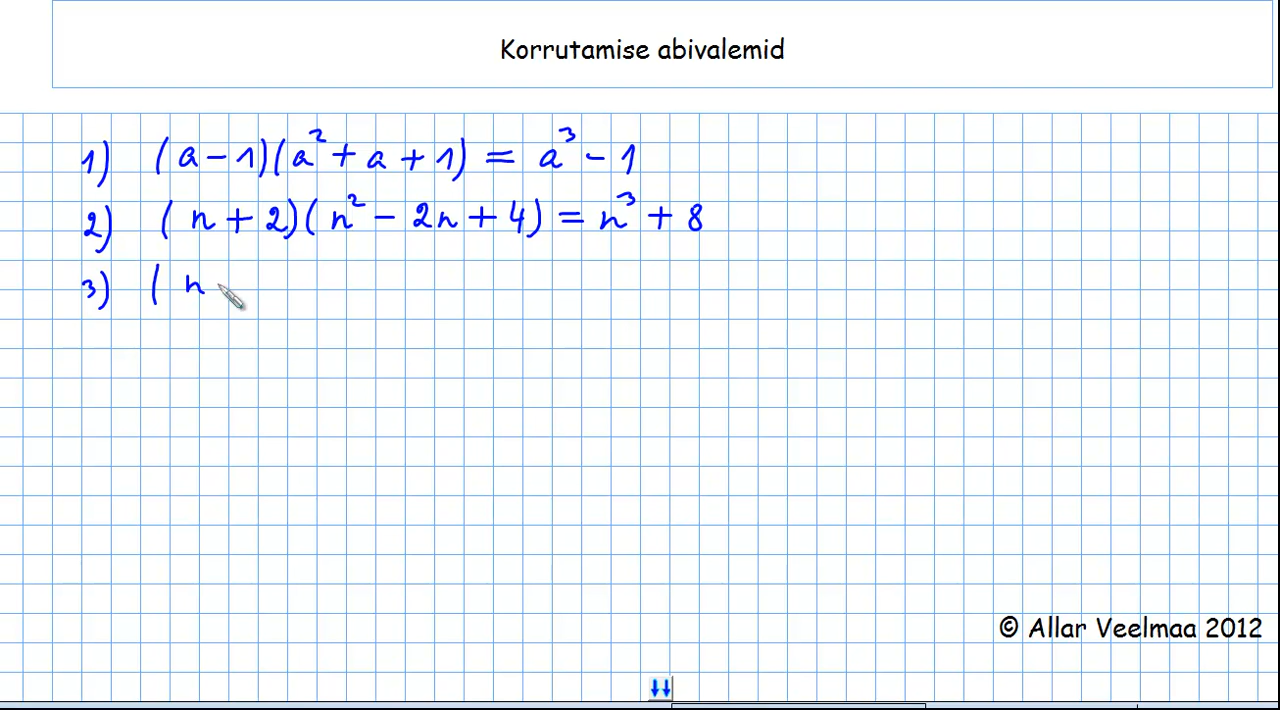 Korrutamise abivalemid
1) (a - 1)(a² + a + 1) = a³ - 1
2) (n + 2)(n² - 2n + 4) = n³ + 8
3) ( n
© Allar Veelmaa 2012